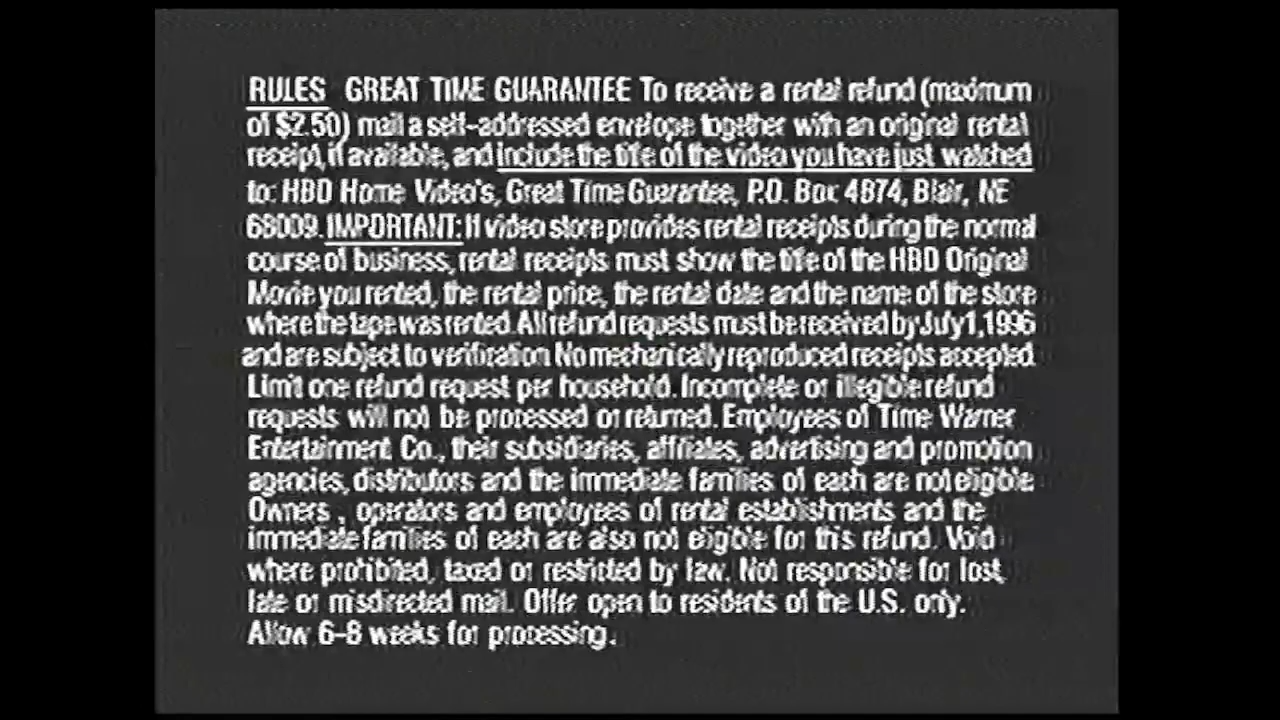 RULES GREAT TIME GUARANTEE To receive a rental refund (maximum
of $2.50) mail a self-addressed envelope together with an original rental
receipt, if available, and include the title of the video you have just watched
to: HBO Home Video's, Great Time Guarantee, P.O. Box 4874, Blair, NE
68009. IMPORTANT: If video store provides rental receipts during the normal
course of business, rental receipts must show the title of the HBO Original
Movie you rented, the rental price, the rental date and the name of the store
where the tape was rented. All refund requests must be received by July 1, 1996
and are subject to verification. No mechanically reproduced receipts accepted.
Limit one refund request per household. Incomplete or illegible refund
requests will not be processed or returned. Employees of Time Warner
Entertainment Co., their subsidiaries, affiliates, advertising and promotion
agencies, distributors and the immediate families of each are not eligible.
Owners , operators and employees of rental establishments and the
immediate families of each are also not eligible for this refund. Void
where prohibited, taxed or restricted by law. Not responsible for lost,
late or misdirected mail. Offer open to residents of the U.S. only.
Allow 6-8 weeks for processing.